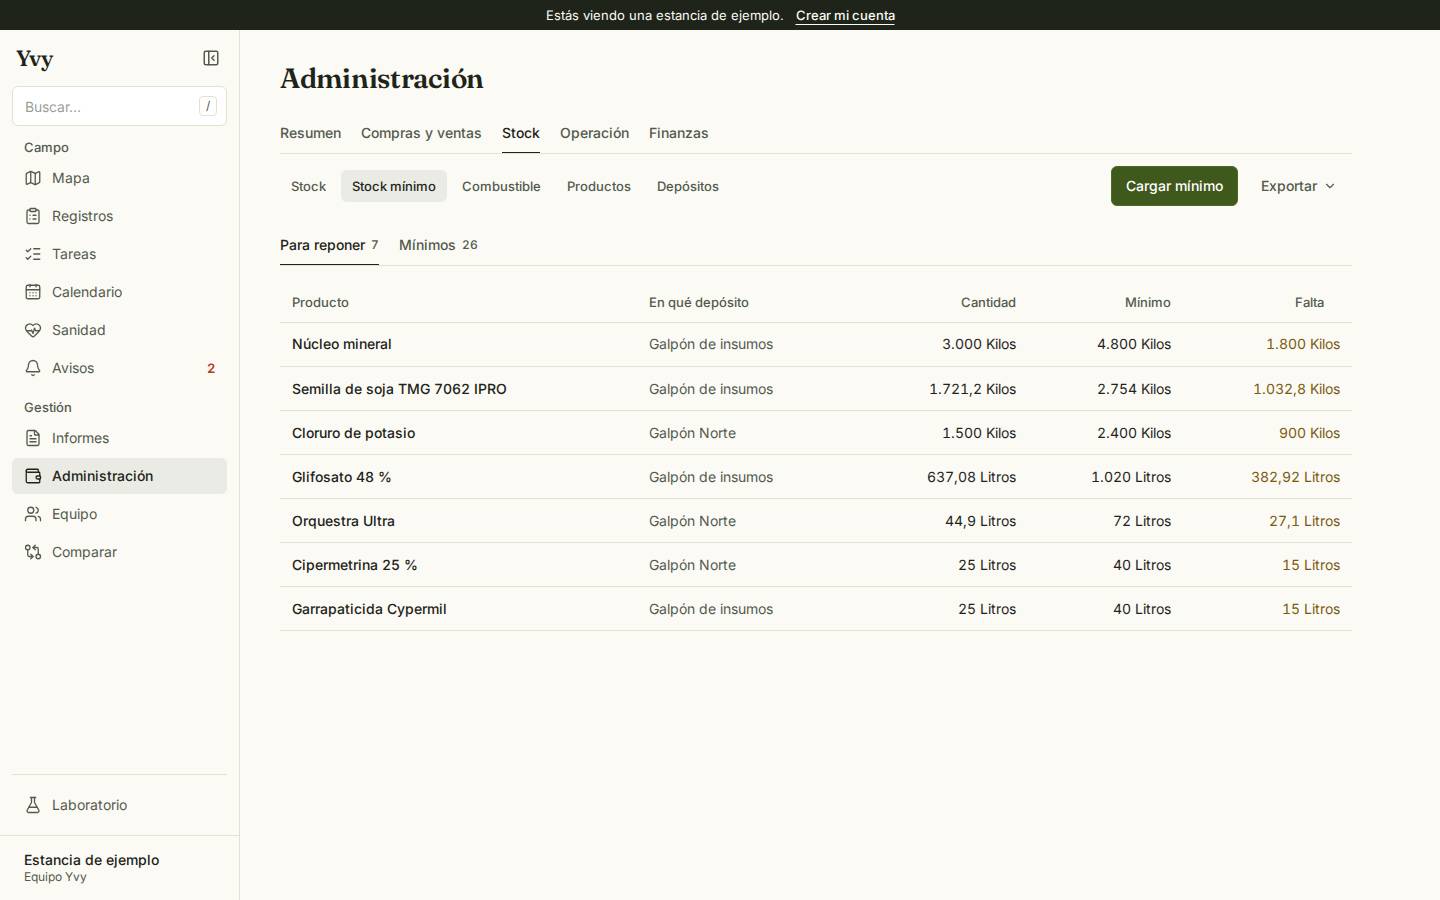 Estás viendo una estancia de ejemplo. Crear mi cuenta
Yvy
Buscar... /
Campo
Mapa
Registros
Tareas
Calendario
Sanidad
Avisos 2
Gestión
Informes
Administración
Equipo
Comparar
Laboratorio
Estancia de ejemplo
Equipo Yvy
Administración
Resumen Compras y ventas Stock Operación Finanzas
Stock Stock mínimo Combustible Productos Depósitos Cargar mínimo Exportar
Para reponer 7 Mínimos 26
Producto En qué depósito Cantidad Mínimo Falta
Núcleo mineral Galpón de insumos 3.000 Kilos 4.800 Kilos 1.800 Kilos
Semilla de soja TMG 7062 IPRO Galpón de insumos 1.721,2 Kilos 2.754 Kilos 1.032,8 Kilos
Cloruro de potasio Galpón Norte 1.500 Kilos 2.400 Kilos 900 Kilos
Glifosato 48 % Galpón de insumos 637,08 Litros 1.020 Litros 382,92 Litros
Orquestra Ultra Galpón Norte 44,9 Litros 72 Litros 27,1 Litros
Cipermetrina 25 % Galpón Norte 25 Litros 40 Litros 15 Litros
Garrapaticida Cypermil Galpón de insumos 25 Litros 40 Litros 15 Litros